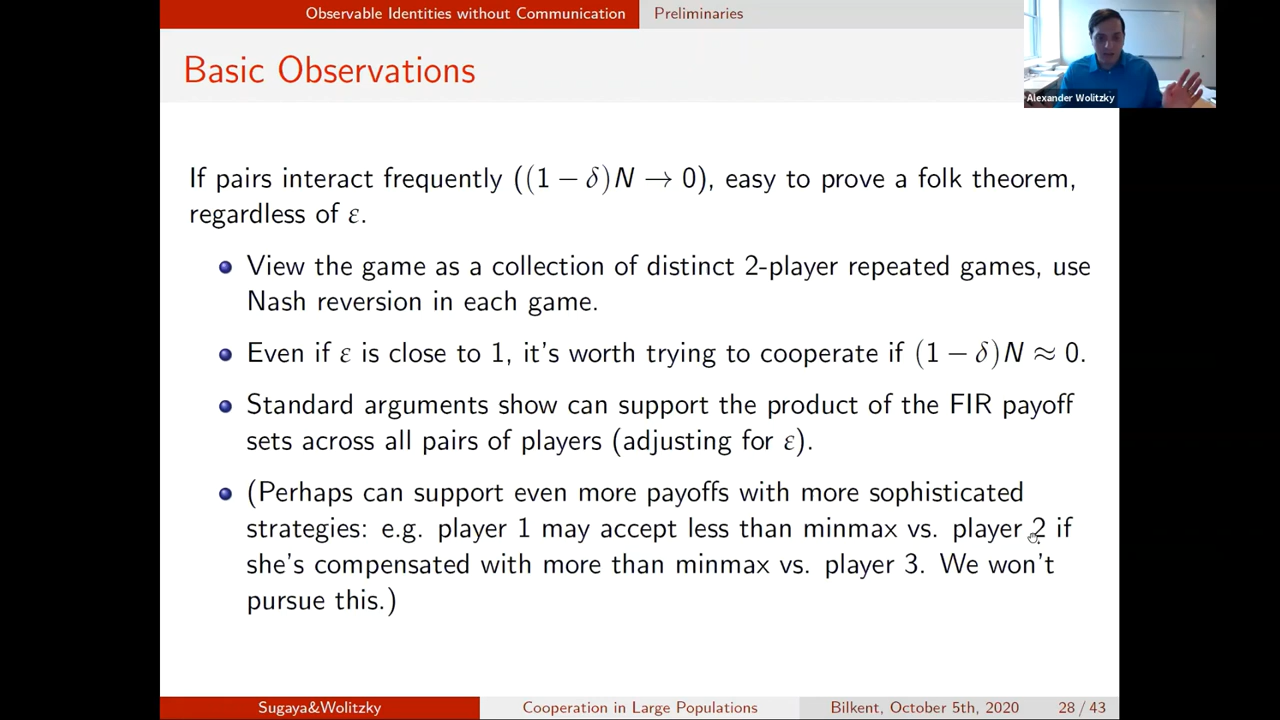 Observable Identities without Communication
Preliminaries
Basic Observations
Alexander Wolitzky
If pairs interact frequently ((1 − δ)N → 0), easy to prove a folk theorem,
regardless of ε.
View the game as a collection of distinct 2-player repeated games, use
Nash reversion in each game.
Even if ε is close to 1, it's worth trying to cooperate if (1 − δ)N ≈ 0.
Standard arguments show can support the product of the FIR payoff
sets across all pairs of players (adjusting for ε).
(Perhaps can support even more payoffs with more sophisticated
strategies: e.g. player 1 may accept less than minmax vs. player 2 if
she's compensated with more than minmax vs. player 3. We won't
pursue this.)
Sugaya&Wolitzky
Cooperation in Large Populations
Bilkent, October 5th, 2020
28 / 43